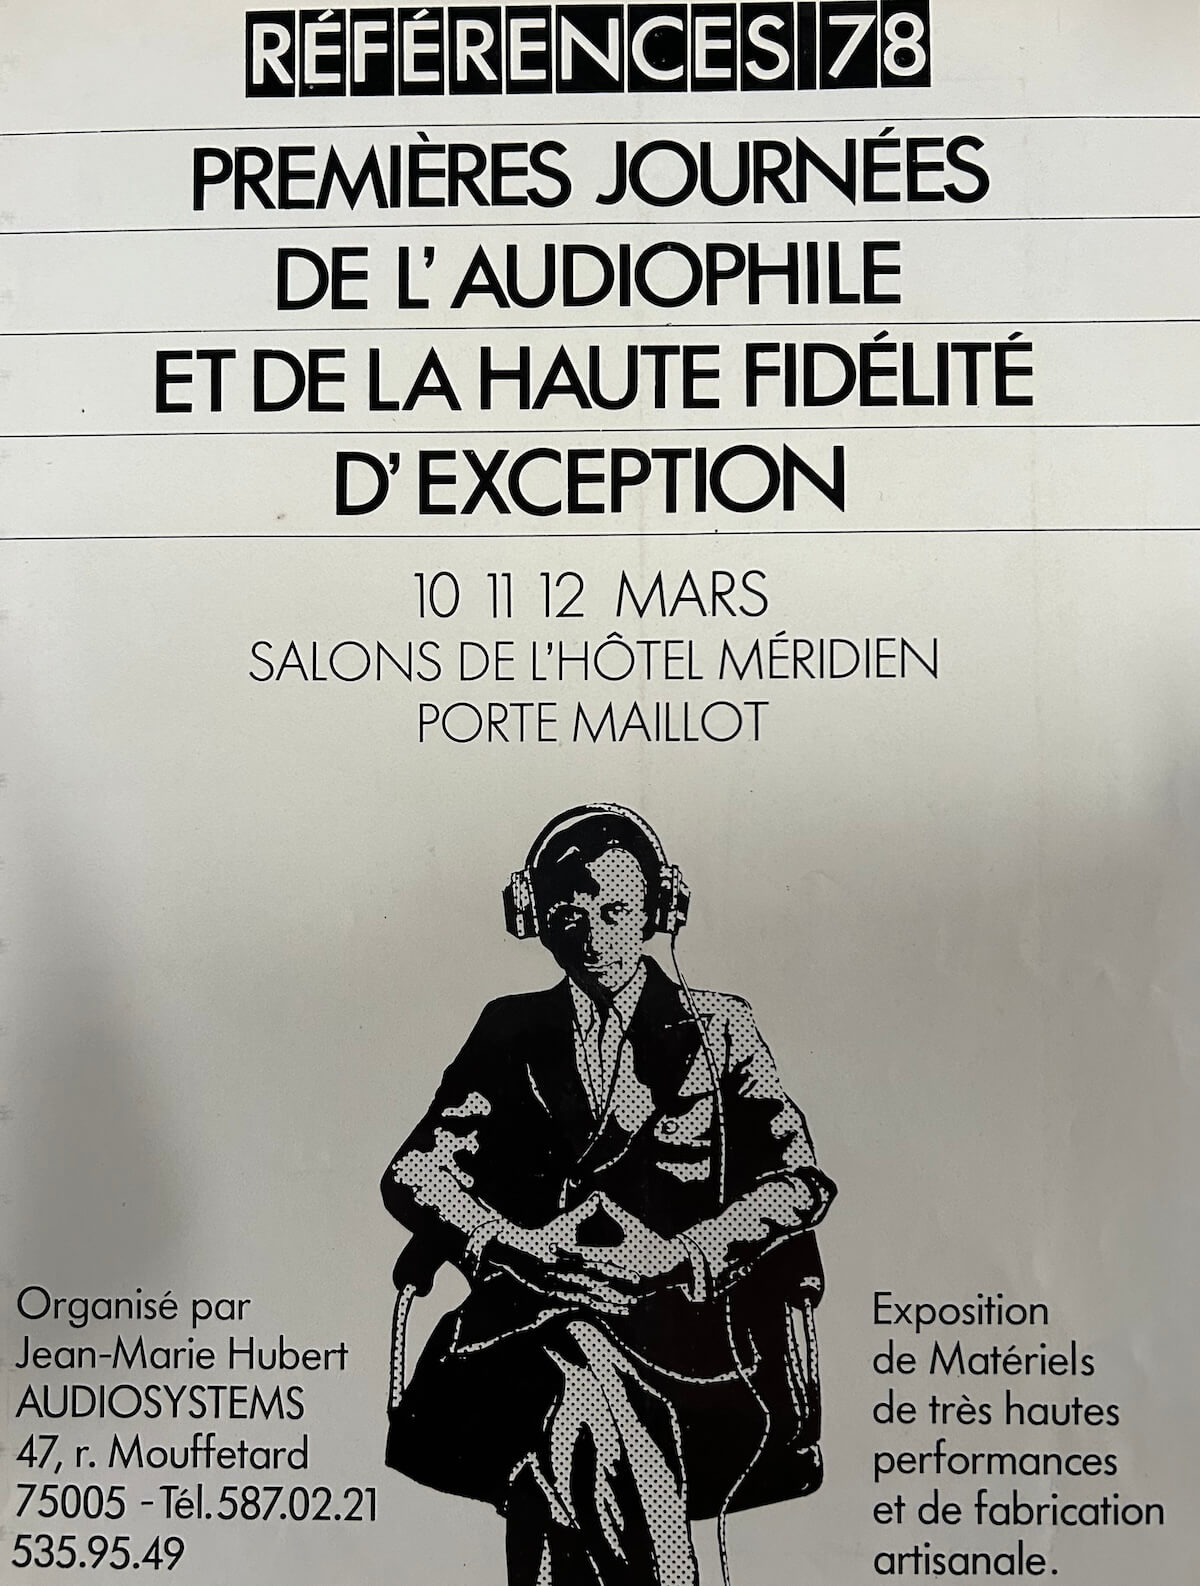 RÉFÉRENCES|78
PREMIÈRES JOURNÉES
DE L'AUDIOPHILE
ET DE LA HAUTE FIDÉLITÉ
D'EXCEPTION
10 11 12 MARS
SALONS DE L'HÔTEL MÉRIDIEN
PORTE MAILLOT
Organisé par
Jean-Marie Hubert
AUDIOSYSTEMS
47, r. Mouffetard
75005 - Tél. 587.02.21
535.95.49
Exposition
de Matériels
de très hautes
performances
et de fabrication
artisanale.